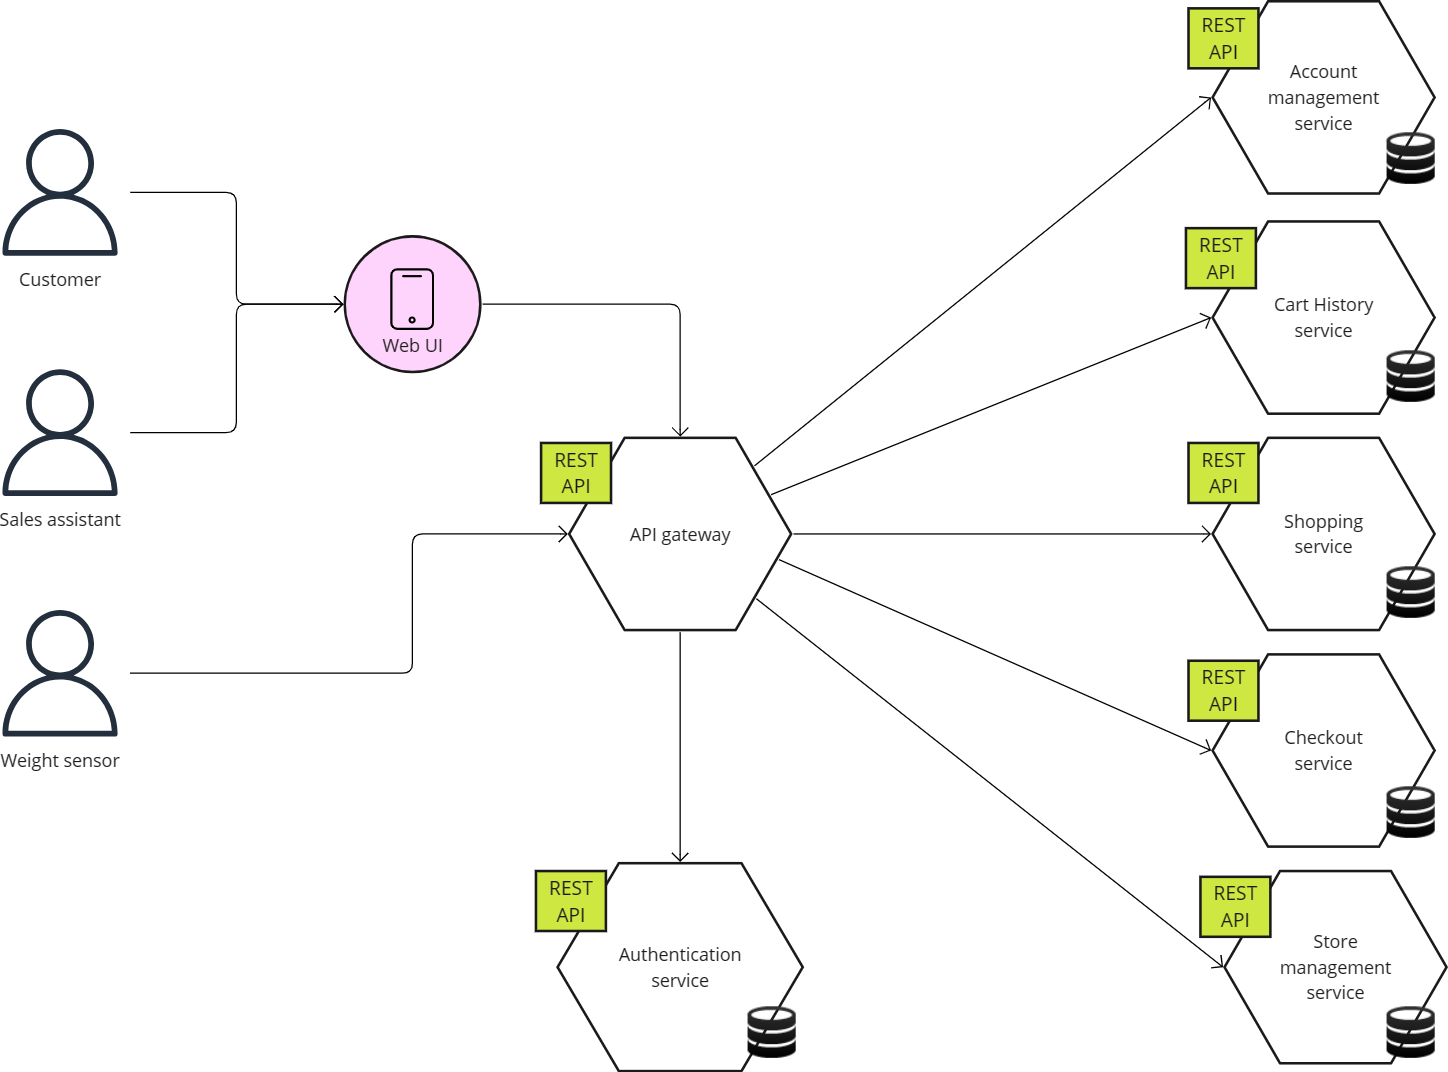 REST
API
Account
management
service
Customer
Web UI
REST
API
Cart History
service
Sales assistant
REST
API
API gateway
REST
API
Shopping
service
Weight sensor
REST
API
Checkout
service
REST
API
Authentication
service
REST
API
Store
management
service